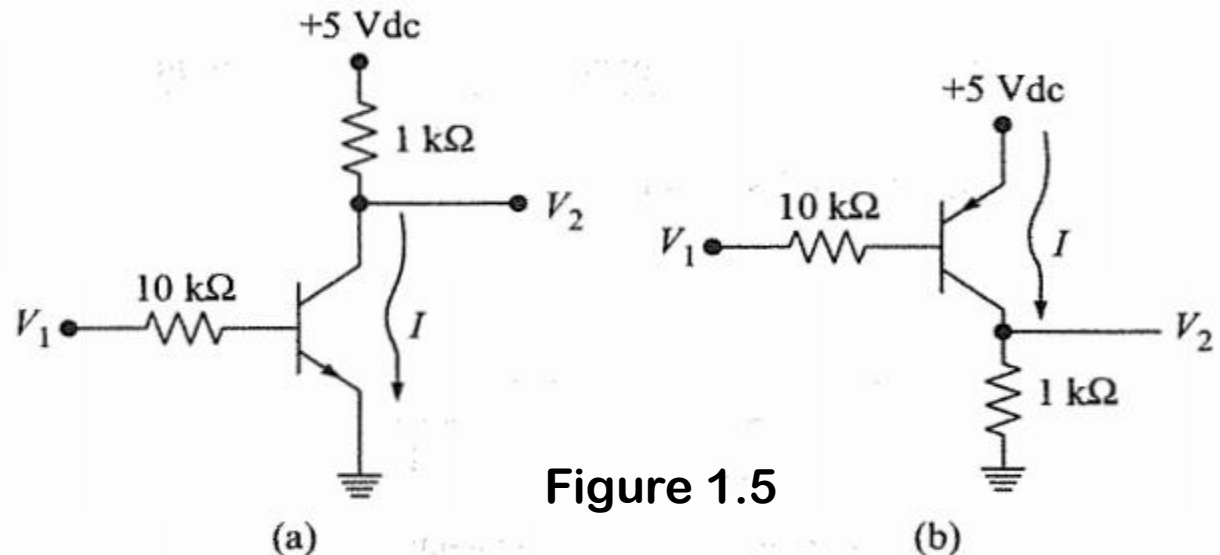 +5 Vdc
1 kΩ
V₂
10 kΩ
V₁
I
(a)
+5 Vdc
10 kΩ
V₁
I
V₂
1 kΩ
(b)
Figure 1.5